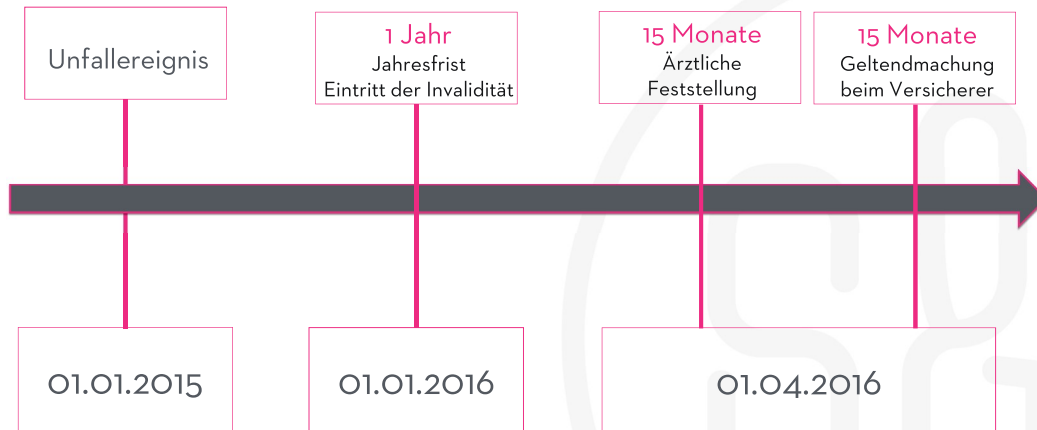 Unfallereignis
1 Jahr
Jahresfrist
Eintritt der Invalidität
15 Monate
Ärztliche
Feststellung
15 Monate
Geltendmachung
beim Versicherer
01.01.2015
01.01.2016
01.04.2016